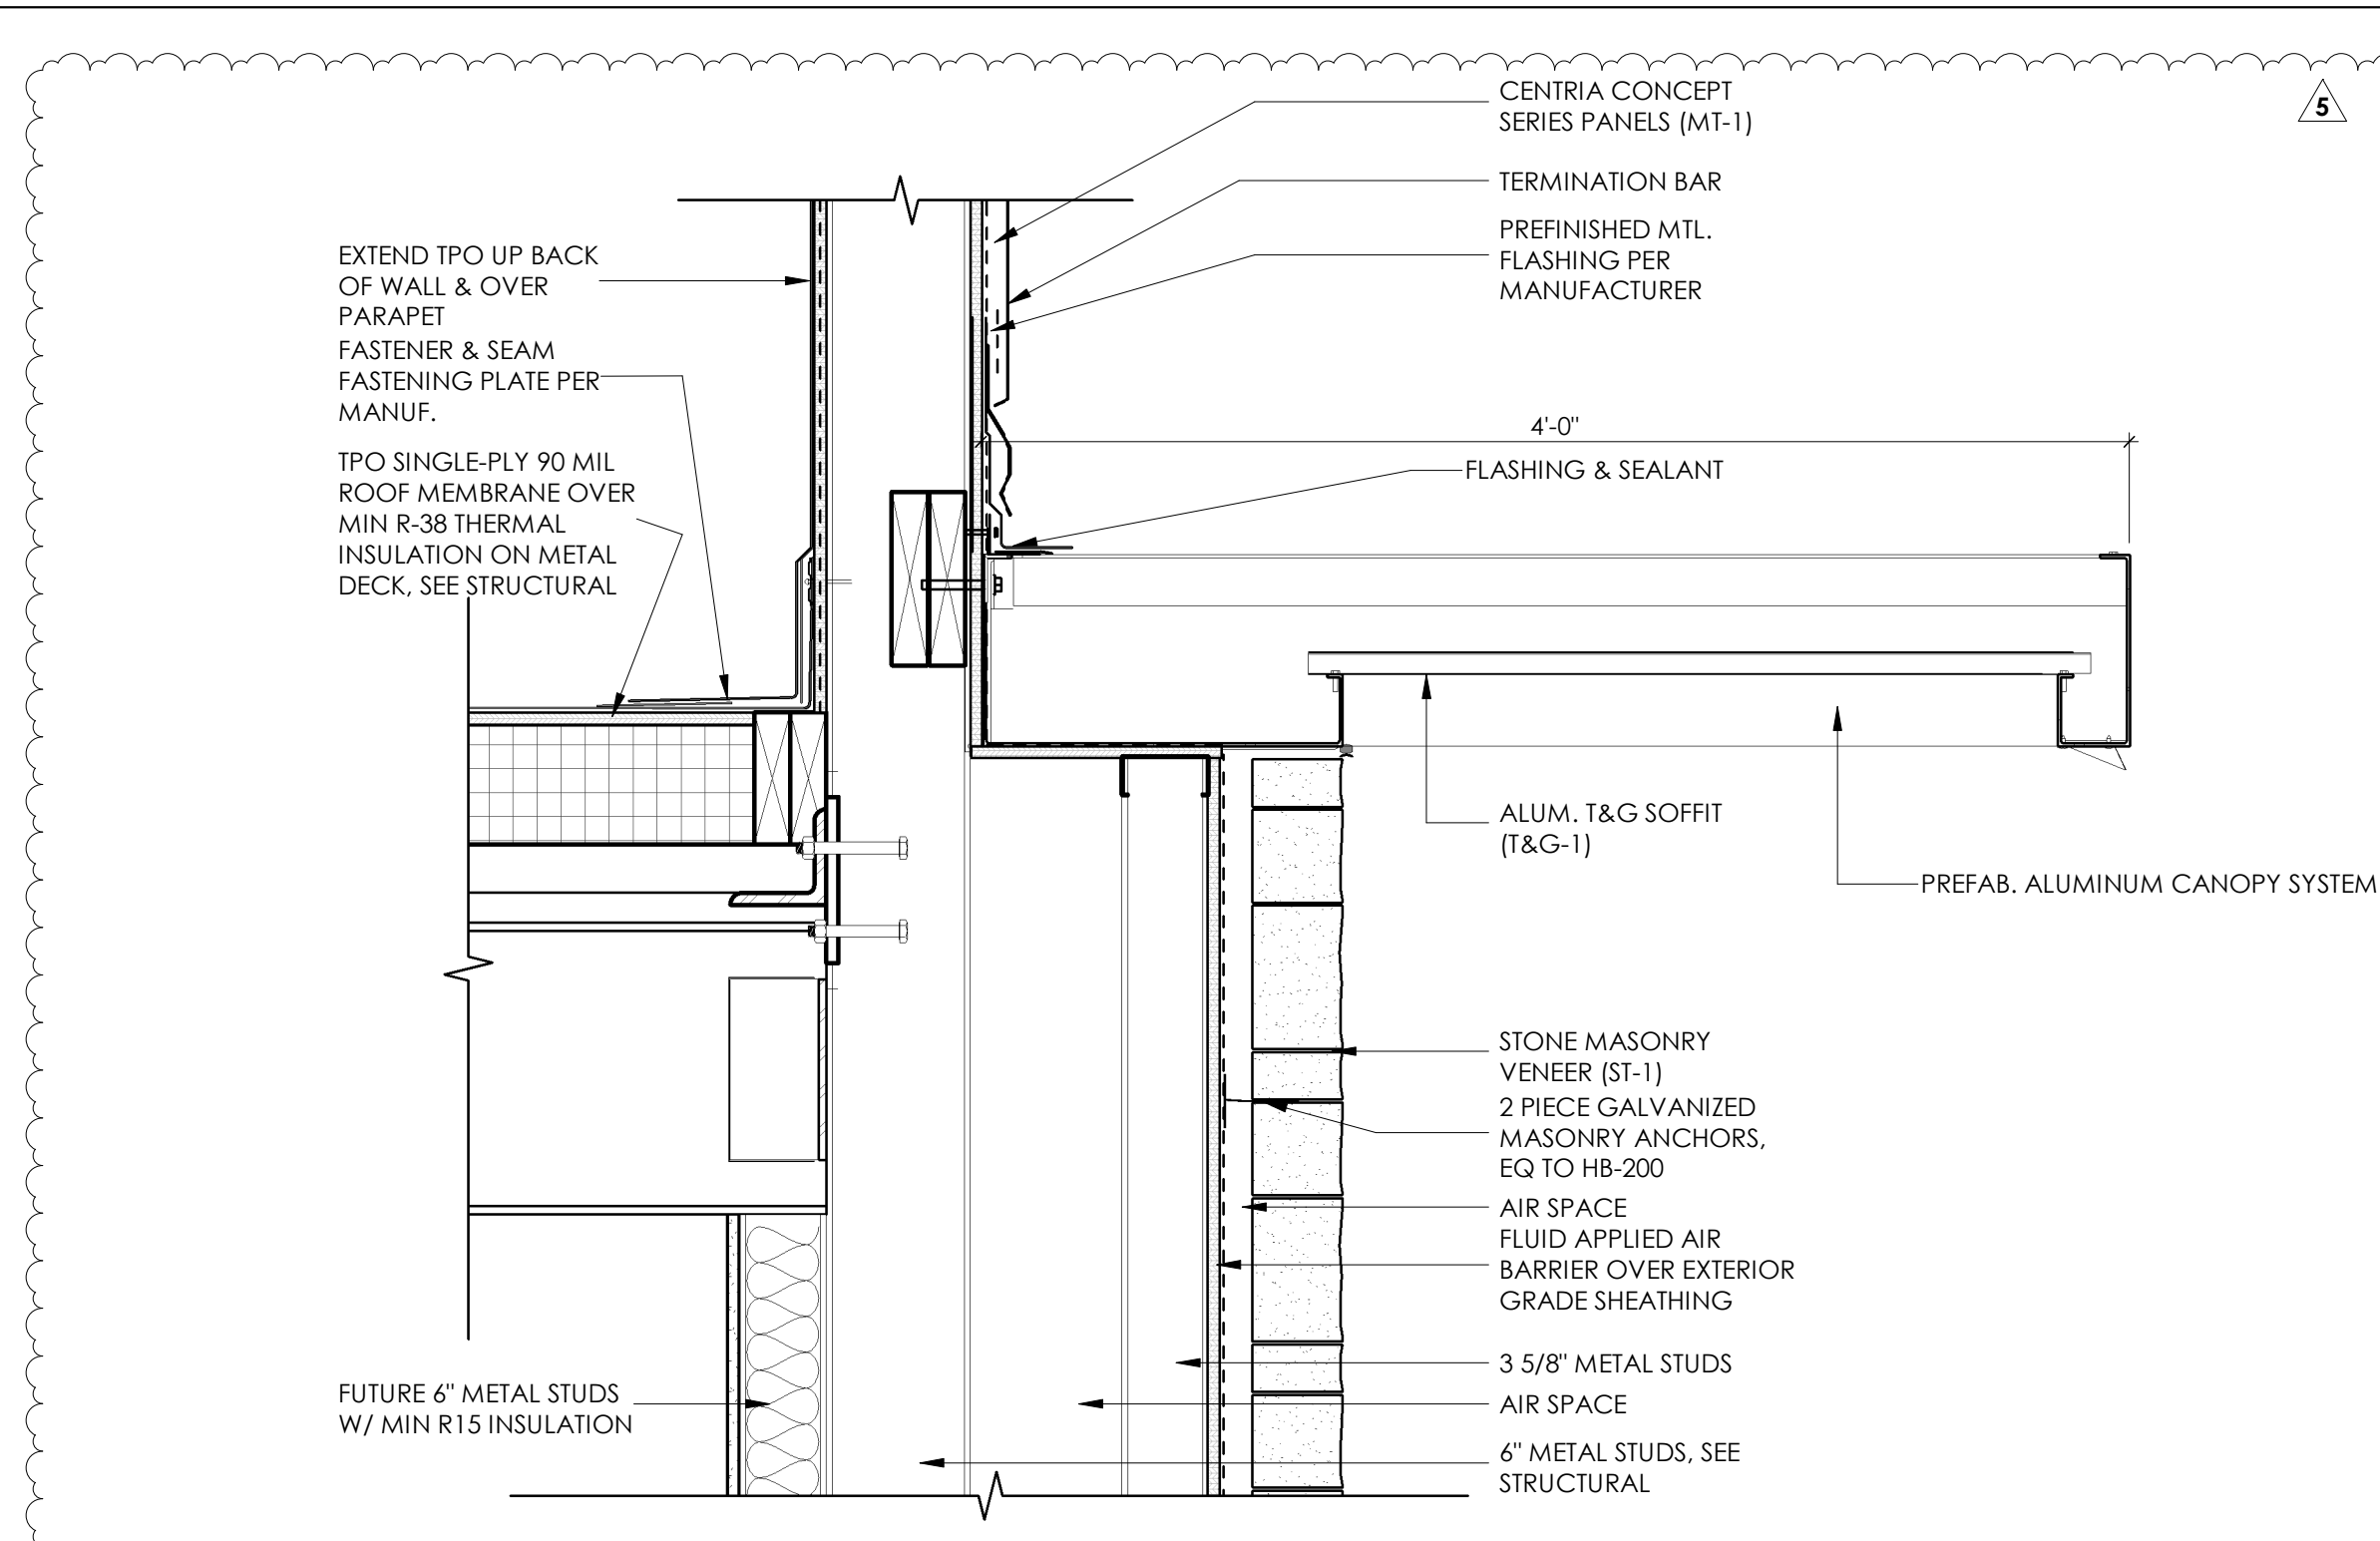 CENTRIA CONCEPT
SERIES PANELS (MT-1)
5
TERMINATION BAR
PREFINISHED MTL.
FLASHING PER
MANUFACTURER
EXTEND TPO UP BACK
OF WALL & OVER
PARAPET
FASTENER & SEAM
FASTENING PLATE PER
MANUF.
TPO SINGLE-PLY 90 MIL
ROOF MEMBRANE OVER
MIN R-38 THERMAL
INSULATION ON METAL
DECK, SEE STRUCTURAL
4'-0"
FLASHING & SEALANT
ALUM. T&G SOFFIT
(T&G-1)
PREFAB. ALUMINUM CANOPY SYSTEM
STONE MASONRY
VENEER (ST-1)
2 PIECE GALVANIZED
MASONRY ANCHORS,
EQ TO HB-200
AIR SPACE
FLUID APPLIED AIR
BARRIER OVER EXTERIOR
GRADE SHEATHING
3 5/8" METAL STUDS
AIR SPACE
6" METAL STUDS, SEE
STRUCTURAL
FUTURE 6" METAL STUDS
W/ MIN R15 INSULATION